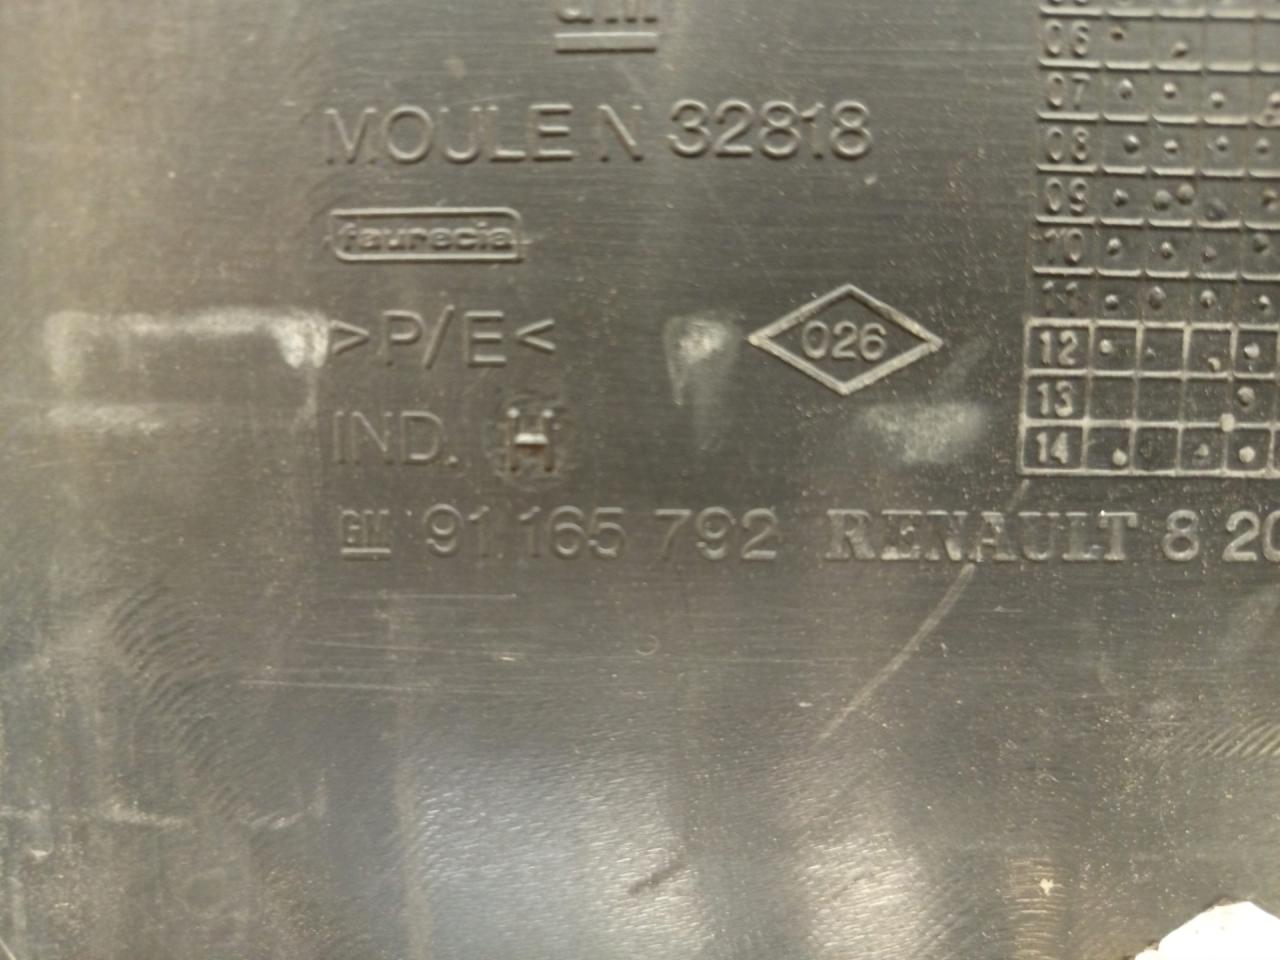 GM
MOULE N 32818
faurecia
>P/E<
026
IND. H
GM 91 165 792 RENAULT 8 20
06
07
08
09
10
11
12
13
14